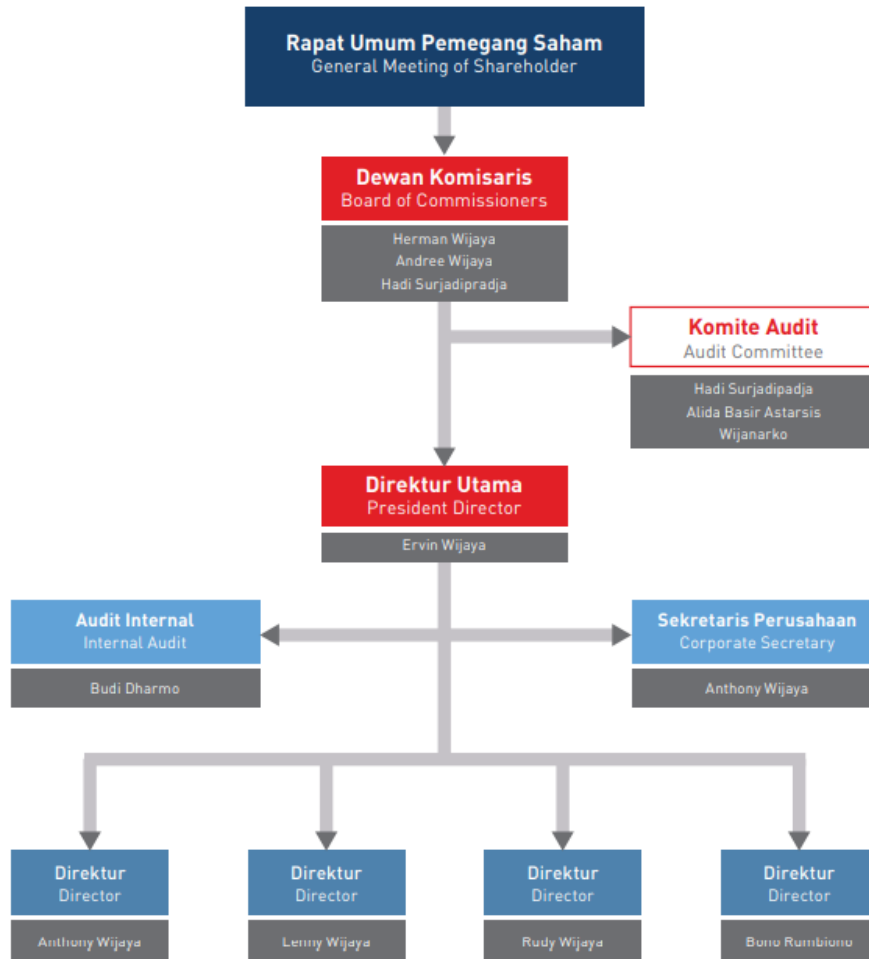 Rapat Umum Pemegang Saham
General Meeting of Shareholder
Dewan Komisaris
Board of Commissioners
Herman Wijaya
Andree Wijaya
Hadi Surjadipradja
Komite Audit
Audit Committee
Hadi Surjadipadja
Alida Basir Astarsis
Wijanarko
Direktur Utama
President Director
Ervin Wijaya
Audit Internal
Internal Audit
Budi Dharmo
Sekretaris Perusahaan
Corporate Secretary
Anthony Wijaya
Direktur
Director
Anthony Wijaya
Direktur
Director
Lenny Wijaya
Direktur
Director
Rudy Wijaya
Direktur
Director
Bono Rumbiono